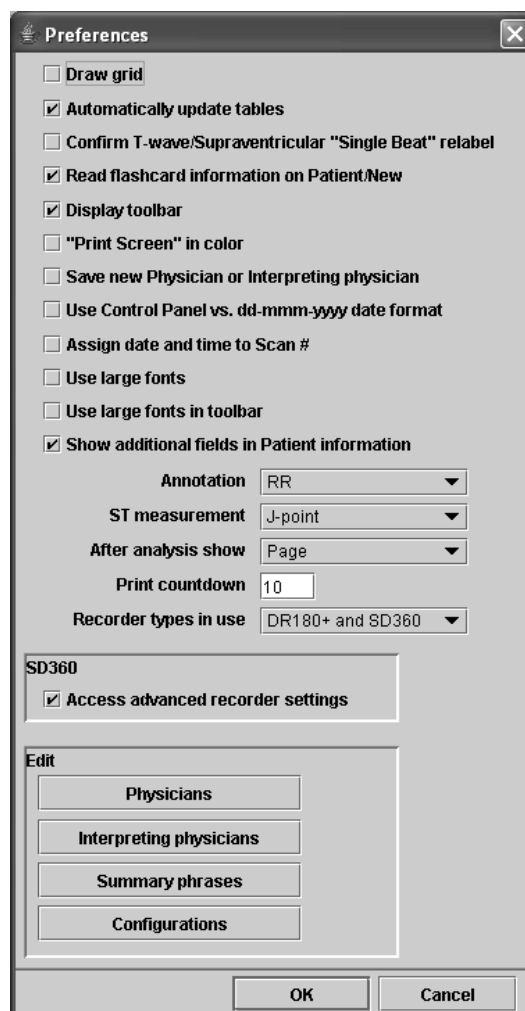 Preferences
Draw grid
Automatically update tables
Confirm T-wave/Supraventricular "Single Beat" relabel
Read flashcard information on Patient/New
Display toolbar
"Print Screen" in color
Save new Physician or Interpreting physician
Use Control Panel vs. dd-mmm-yyyy date format
Assign date and time to Scan #
Use large fonts
Use large fonts in toolbar
Show additional fields in Patient information
Annotation RR
ST measurement J-point
After analysis show Page
Print countdown 10
Recorder types in use DR180+ and SD360
SD360
Access advanced recorder settings
Edit
Physicians
Interpreting physicians
Summary phrases
Configurations
OK Cancel